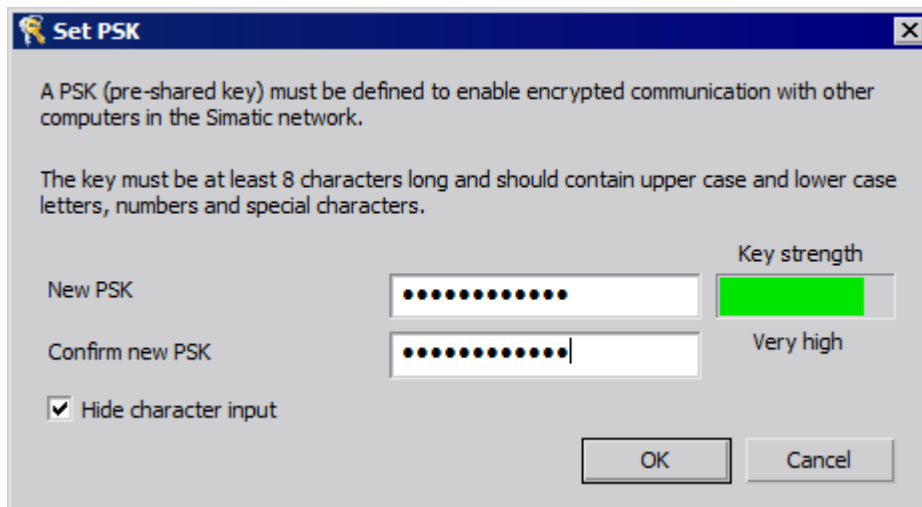 Set PSK
A PSK (pre-shared key) must be defined to enable encrypted communication with other
computers in the Simatic network.
The key must be at least 8 characters long and should contain upper case and lower case
letters, numbers and special characters.
Key strength
New PSK ●●●●●●●●●●●●
Confirm new PSK ●●●●●●●●●●●●
Very high
Hide character input
OK Cancel